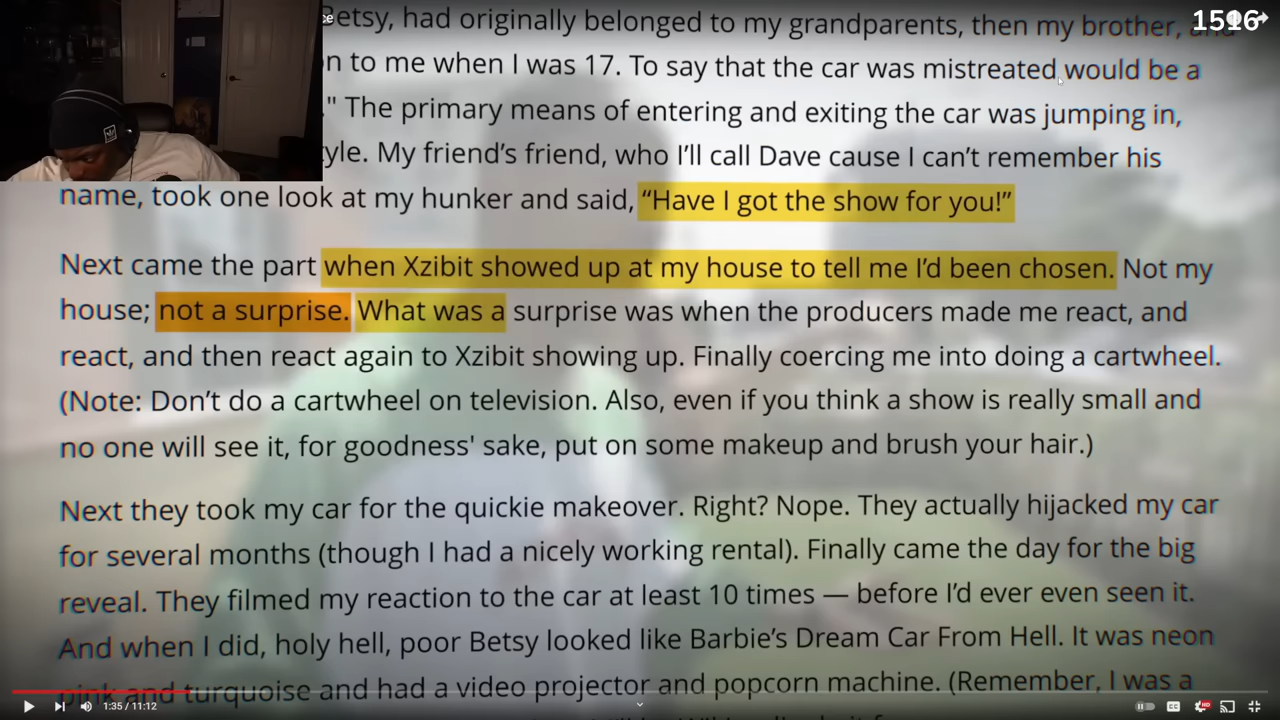 Betsy, had originally belonged to my grandparents, then my brother, and
1516
n to me when I was 17. To say that the car was mistreated would be a
." The primary means of entering and exiting the car was jumping in,
tyle. My friend’s friend, who I’ll call Dave cause I can’t remember his
name, took one look at my hunker and said, “Have I got the show for you!”
Next came the part when Xzibit showed up at my house to tell me I’d been chosen. Not my
house; not a surprise. What was a surprise was when the producers made me react, and
react, and then react again to Xzibit showing up. Finally coercing me into doing a cartwheel.
(Note: Don’t do a cartwheel on television. Also, even if you think a show is really small and
no one will see it, for goodness' sake, put on some makeup and brush your hair.)
Next they took my car for the quickie makeover. Right? Nope. They actually hijacked my car
for several months (though I had a nicely working rental). Finally came the day for the big
reveal. They filmed my reaction to the car at least 10 times — before I’d ever even seen it.
And when I did, holy hell, poor Betsy looked like Barbie’s Dream Car From Hell. It was neon
pink and turquoise and had a video projector and popcorn machine. (Remember, I was a
1:35 / 11:12
CC
HD